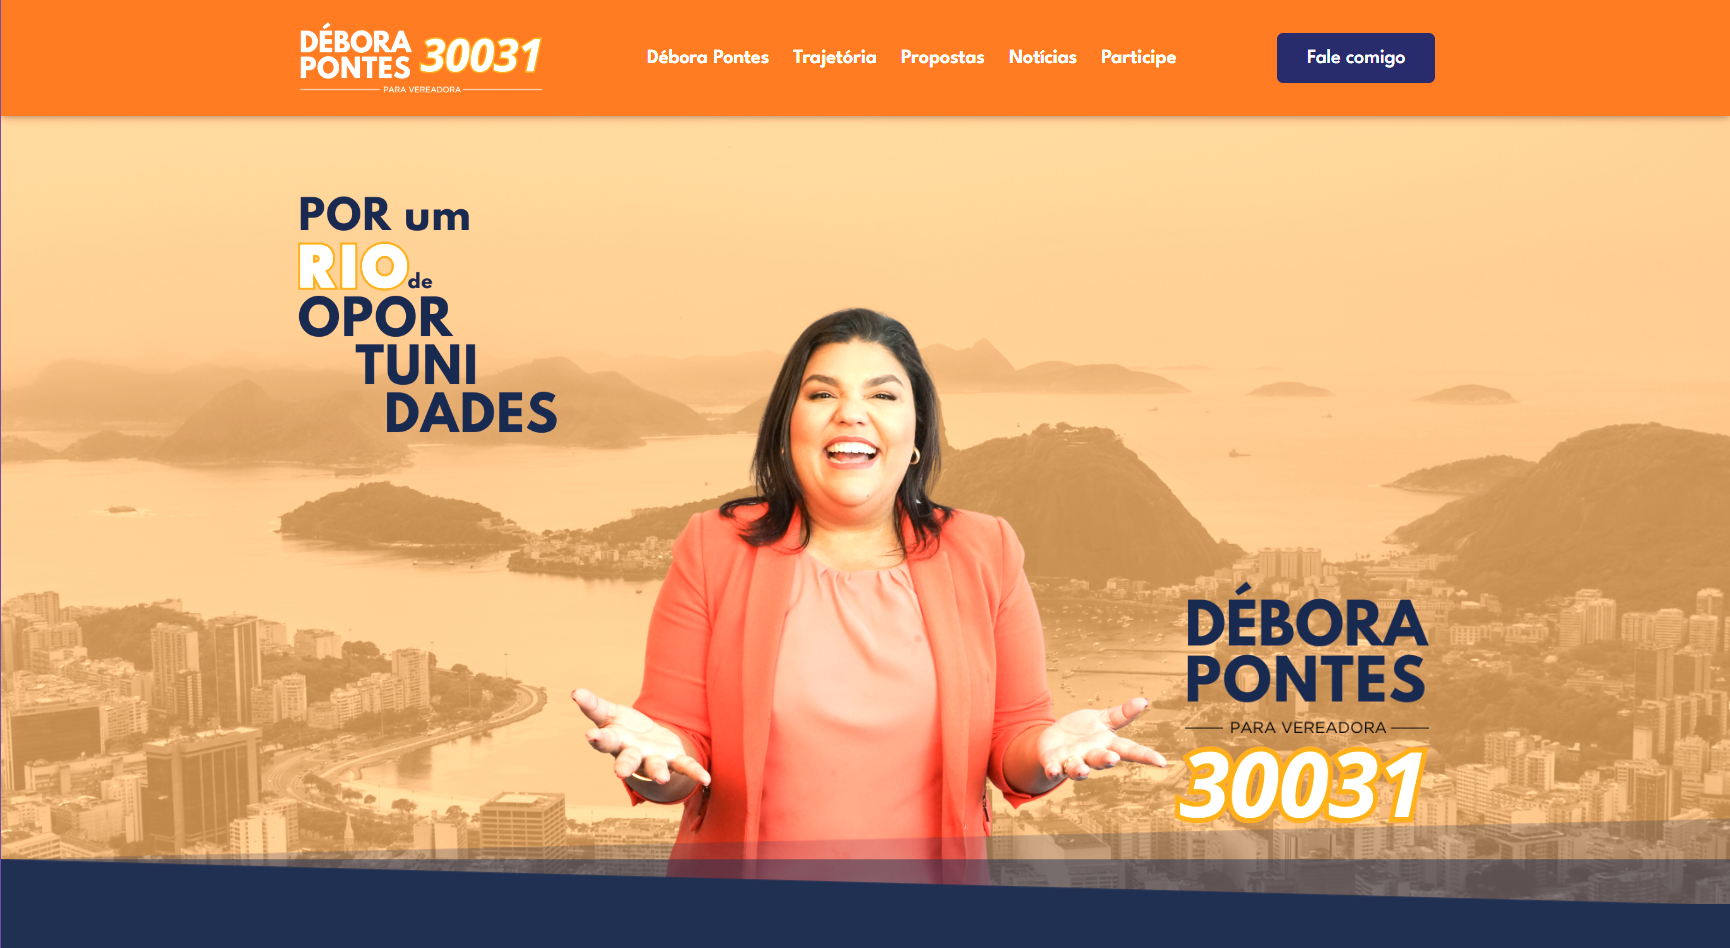 DÉBORA
PONTES
30031
PARA VEREADORA
Débora Pontes
Trajetória
Propostas
Notícias
Participe
Fale comigo
POR um
RIO de
OPOR
TUNI
DADES
DÉBORA
PONTES
PARA VEREADORA
30031